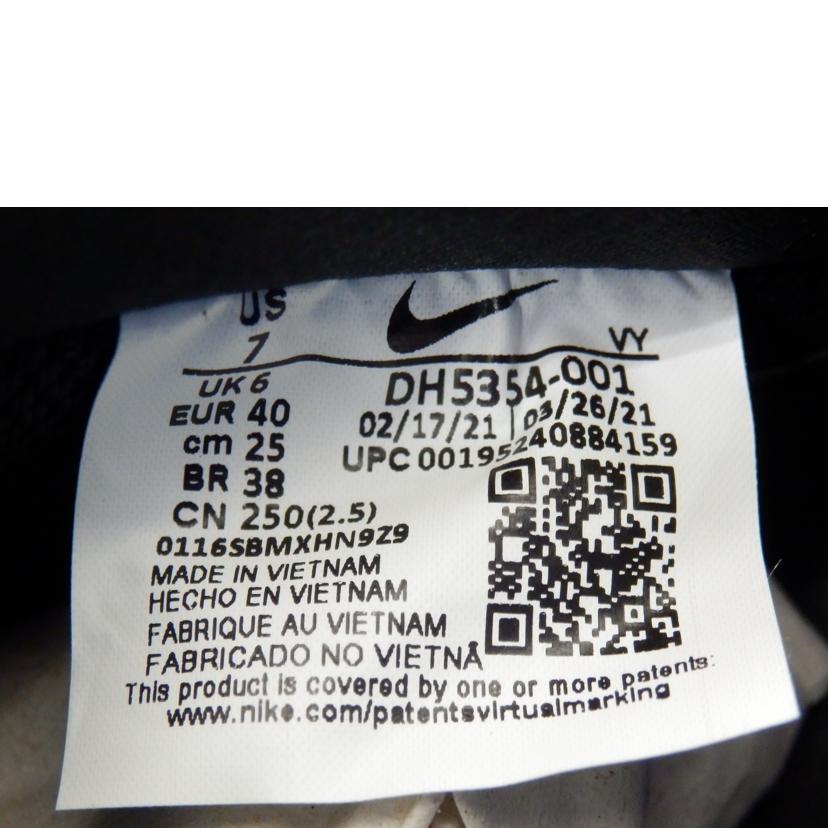 US
7
VY
UK 6
EUR 40
cm 25
BR 38
CN 250(2.5)
DH5354-001
02/17/21 03/26/21
UPC 00195240884159
0116SBMXHN9Z9
MADE IN VIETNAM
HECHO EN VIETNAM
FABRIQUE AU VIETNAM
FABRICADO NO VIETNÃ
This product is covered by one or more patents:
www.nike.com/patentsvirtualmarking